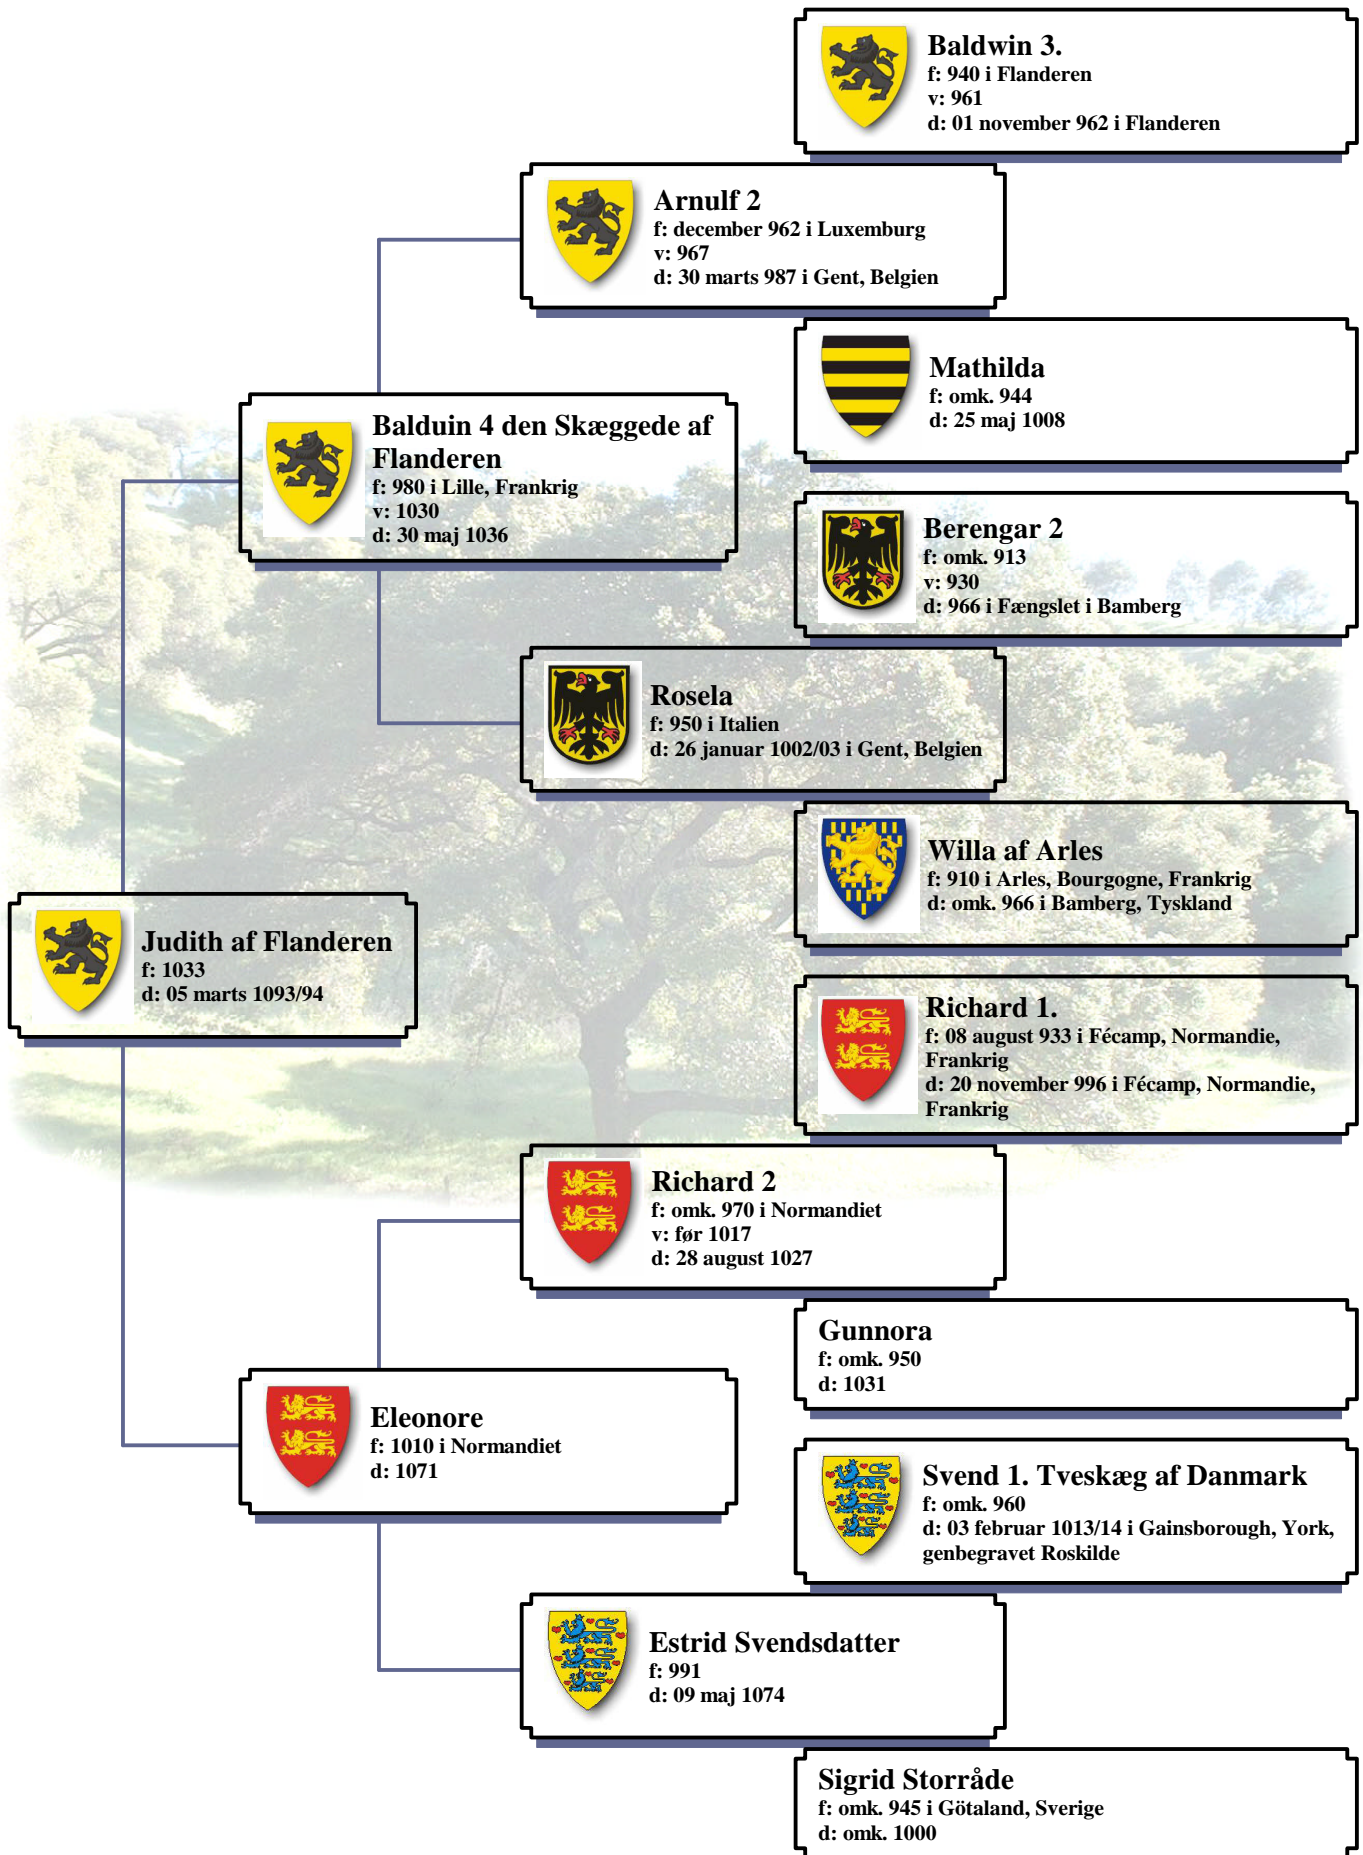 Baldwin 3.
f: 940 i Flanderen
v: 961
d: 01 november 962 i Flanderen
Arnulf 2
f: december 962 i Luxemburg
v: 967
d: 30 marts 987 i Gent, Belgien
Mathilda
f: omk. 944
d: 25 maj 1008
Balduin 4 den Skæggede af
Flanderen
f: 980 i Lille, Frankrig
v: 1030
d: 30 maj 1036
Berengar 2
f: omk. 913
v: 930
d: 966 i Fængslet i Bamberg
Rosela
f: 950 i Italien
d: 26 januar 1002/03 i Gent, Belgien
Willa af Arles
f: 910 i Arles, Bourgogne, Frankrig
d: omk. 966 i Bamberg, Tyskland
Judith af Flanderen
f: 1033
d: 05 marts 1093/94
Richard 1.
f: 08 august 933 i Fécamp, Normandie,
Frankrig
d: 20 november 996 i Fécamp, Normandie,
Frankrig
Richard 2
f: omk. 970 i Normandiet
v: før 1017
d: 28 august 1027
Gunnora
f: omk. 950
d: 1031
Eleonore
f: 1010 i Normandiet
d: 1071
Svend 1. Tveskæg af Danmark
f: omk. 960
d: 03 februar 1013/14 i Gainsborough, York,
genbegravet Roskilde
Estrid Svendsdatter
f: 991
d: 09 maj 1074
Sigrid Storråde
f: omk. 945 i Götaland, Sverige
d: omk. 1000